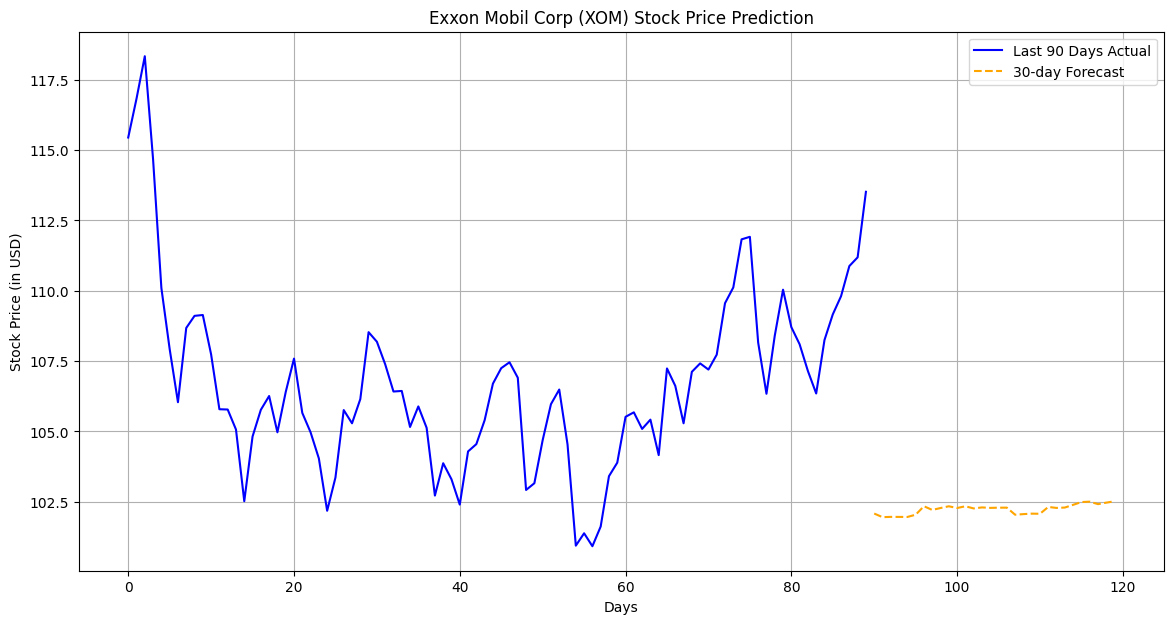 Exxon Mobil Corp (XOM) Stock Price Prediction
Last 90 Days Actual
30-day Forecast
Stock Price (in USD)
117.5
115.0
112.5
110.0
107.5
105.0
102.5
0
20
40
60
80
100
120
Days